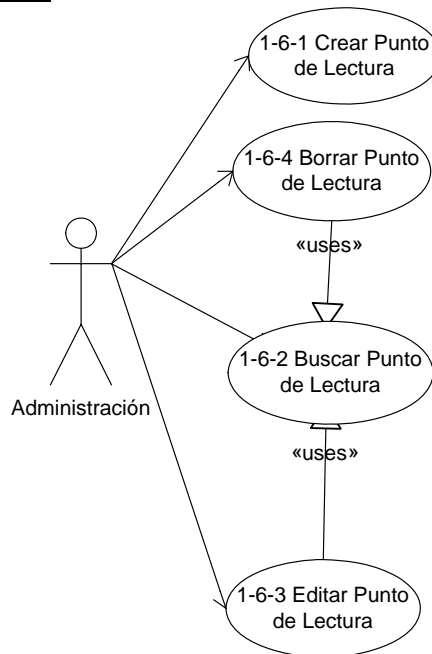 1-6-1 Crear Punto
de Lectura
1-6-4 Borrar Punto
de Lectura
«uses»
1-6-2 Buscar Punto
de Lectura
Administración
«uses»
1-6-3 Editar Punto
de Lectura